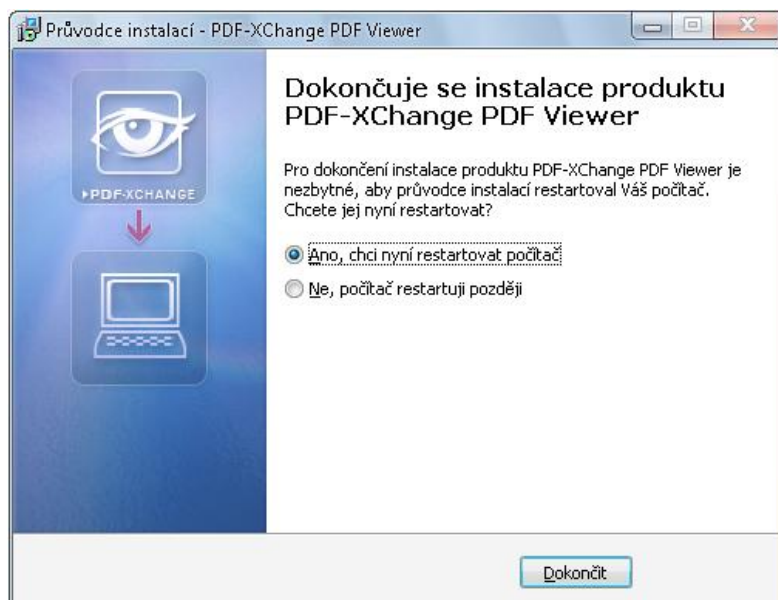 Průvodce instalací - PDF-XChange PDF Viewer
Dokončuje se instalace produktu
PDF-XChange PDF Viewer
Pro dokončení instalace produktu PDF-XChange PDF Viewer je
nezbytné, aby průvodce instalací restartoval Váš počítač.
Chcete jej nyní restartovat?
PDF-XCHANGE
Ano, chci nyní restartovat počítač
Ne, počítač restartuji později
Dokončit